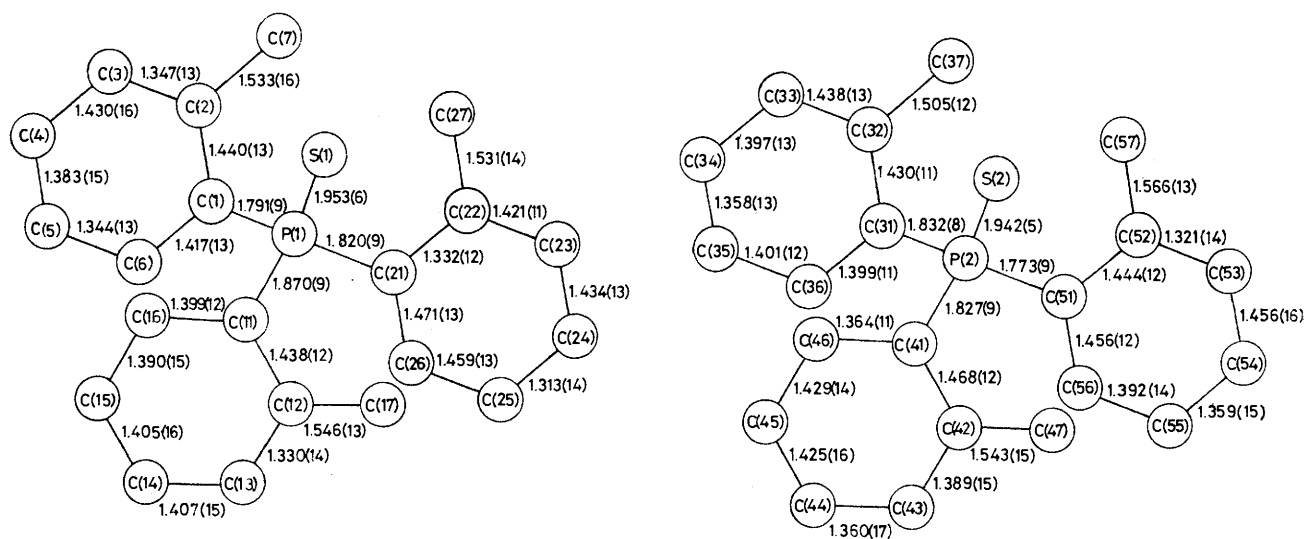 C(7)
C(3)
1.347(13)
1.533(16)
C(2)
1.430(16)
C(4)
C(27)
1.440(13)
S(1)
1.383(15)
1.531(14)
1.953(6)
C(1)
1.791(9)
C(22)
1.421(11)
C(5)
1.344(13)
P(1)
C(23)
1.417(13)
1.820(9)
1.332(12)
C(6)
C(21)
1.870(9)
1.434(13)
1.399(12)
C(16)
C(11)
1.471(13)
C(24)
1.390(15)
1.438(12)
C(26)
1.459(13)
1.313(14)
C(15)
C(12)
C(17)
C(25)
1.405(16)
1.546(13)
1.330(14)
C(14)
C(13)
1.407(15)
C(37)
C(33)
1.438(13)
1.505(12)
C(32)
1.397(13)
C(34)
C(57)
1.430(11)
S(2)
1.358(13)
1.566(13)
1.942(5)
C(31)
1.832(8)
C(52)
1.321(14)
C(35)
1.401(12)
P(2)
C(53)
1.399(11)
1.773(9)
1.444(12)
C(36)
C(51)
1.827(9)
1.456(16)
1.364(11)
C(46)
C(41)
1.456(12)
C(54)
1.429(14)
1.468(12)
C(56)
1.392(14)
1.359(15)
C(45)
C(42)
C(47)
C(55)
1.425(16)
1.543(15)
1.389(15)
C(44)
C(43)
1.360(17)